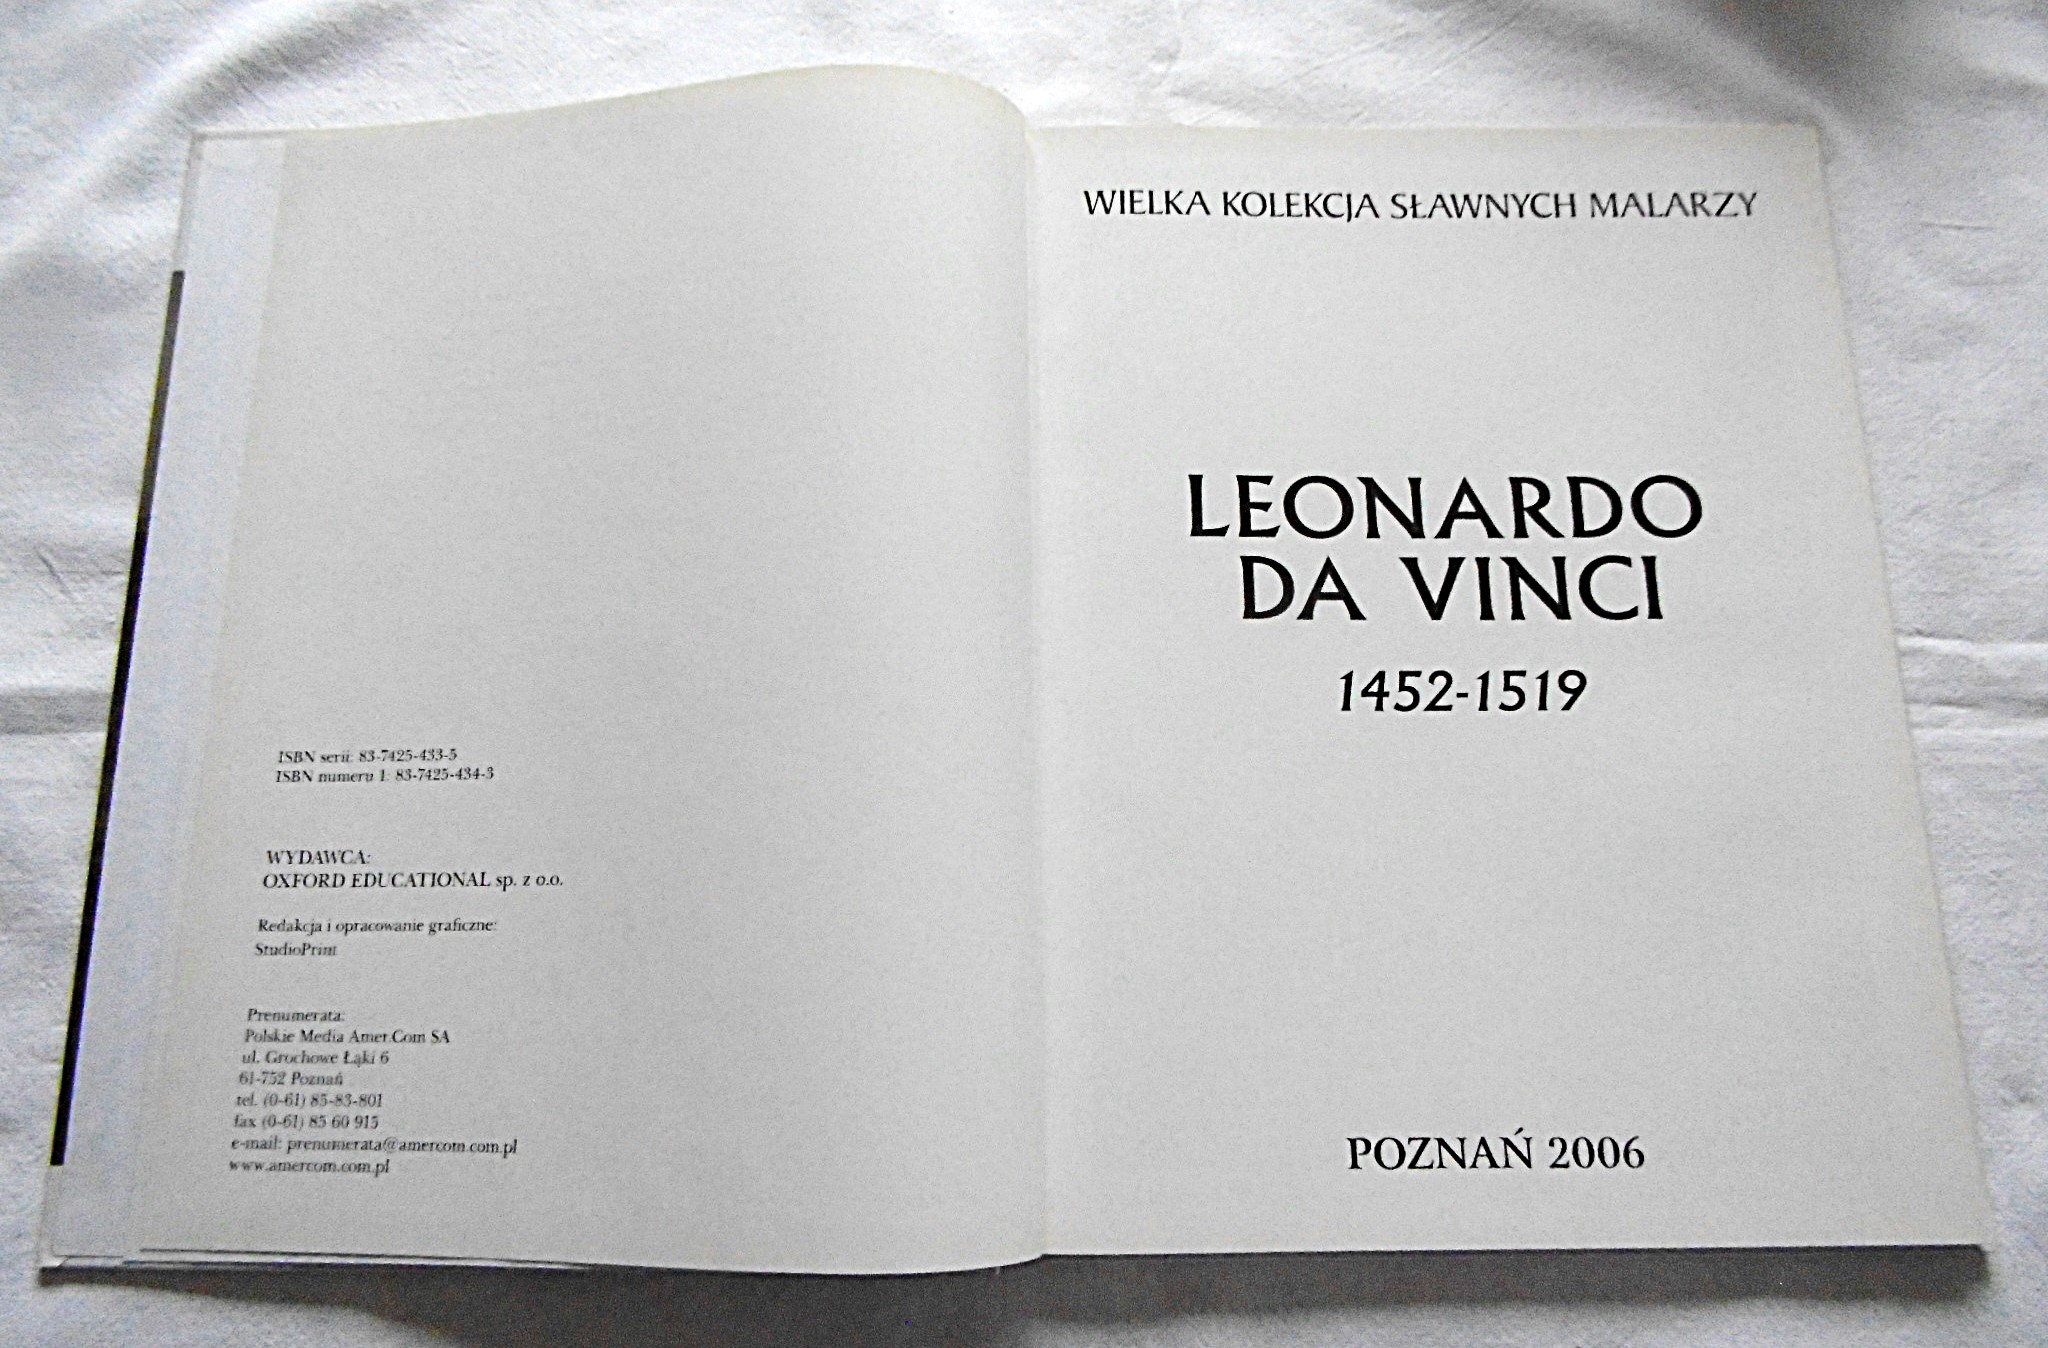 ISBN serii: 83-7425-433-5
ISBN numeru 1: 83-7425-434-3
WYDAWCA:
OXFORD EDUCATIONAL sp. z o.o.
Redakcja i opracowanie graficzne:
StudioPrint
Prenumerata:
Polskie Media Amer.Com SA
ul. Grochowe Łąki 6
61-752 Poznań
tel. (0-61) 85-83-801
fax (0-61) 85 60 915
e-mail: prenumerata@amercom.com.pl
www.amercom.com.pl
WIELKA KOLEKCJA SŁAWNYCH MALARZY
LEONARDO
DA VINCI
1452-1519
POZNAŃ 2006